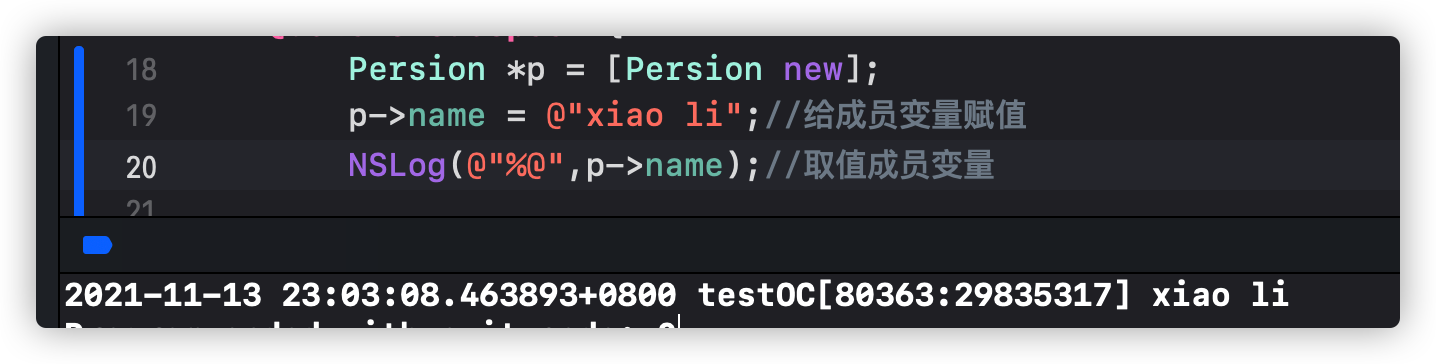 18 Persion *p = [Persion new];
19 p->name = @"xiao li";//给成员变量赋值
20 NSLog(@"%@",p->name);//取值成员变量
21
2021-11-13 23:03:08.463893+0800 testOC[80363:29835317] xiao li